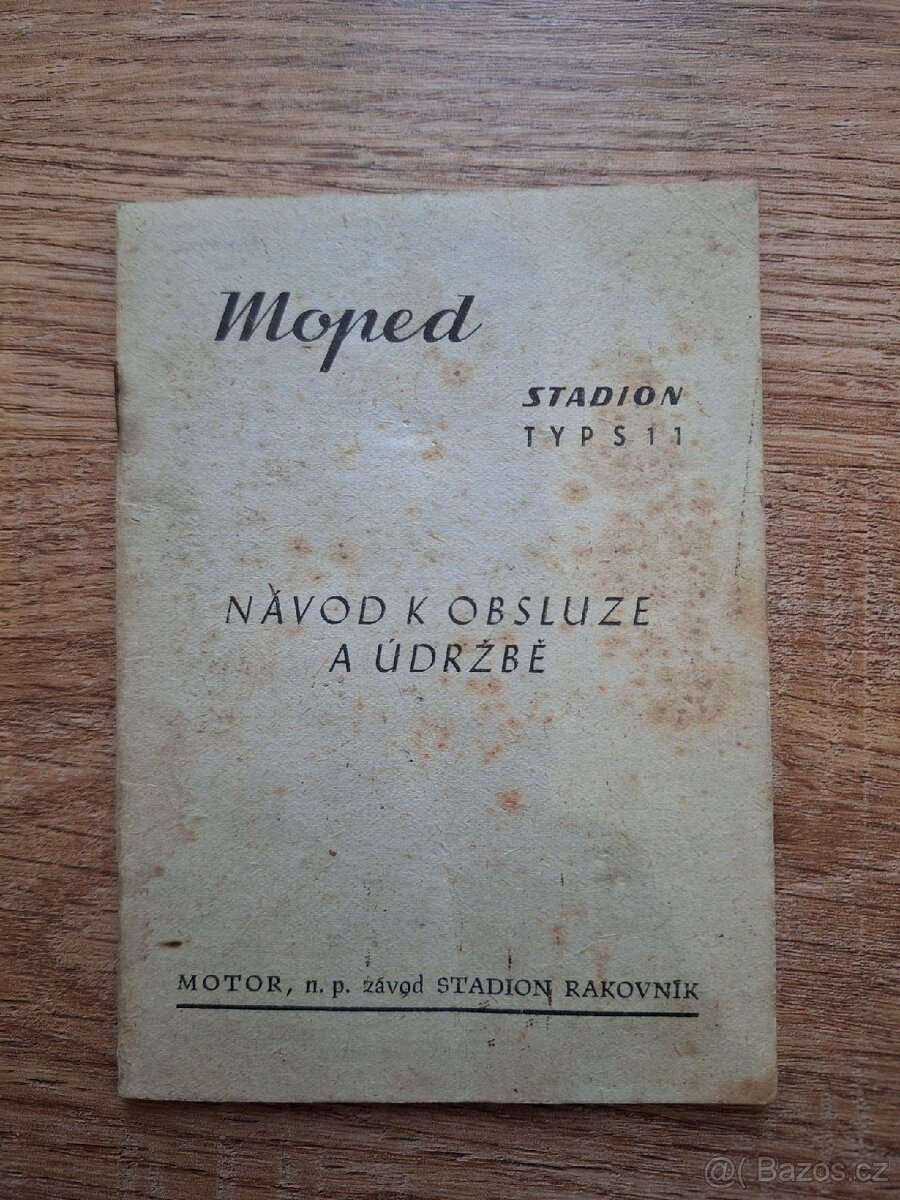 Moped
STADION
TYP S 11
NÁVOD K OBSLUZE
A ÚDRŽBĚ
MOTOR, n. p. závod STADION RAKOVNÍK
@( Bazos.cz